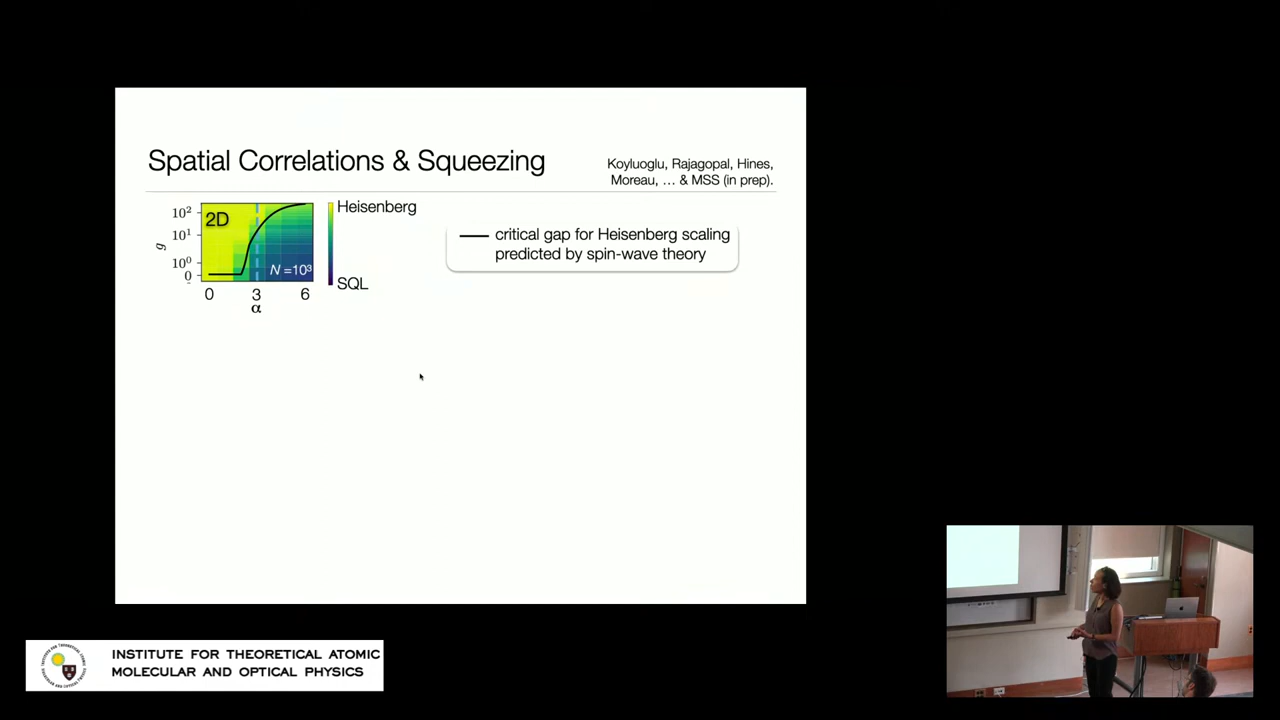 Spatial Correlations & Squeezing
Koyluoglu, Rajagopal, Hines,
Moreau, … & MSS (in prep).
10²
10¹
10⁰
0
g
2D
N =10³
0
3
6
α
Heisenberg
SQL
critical gap for Heisenberg scaling
predicted by spin-wave theory
INSTITUTE FOR THEORETICAL ATOMIC
MOLECULAR AND OPTICAL PHYSICS